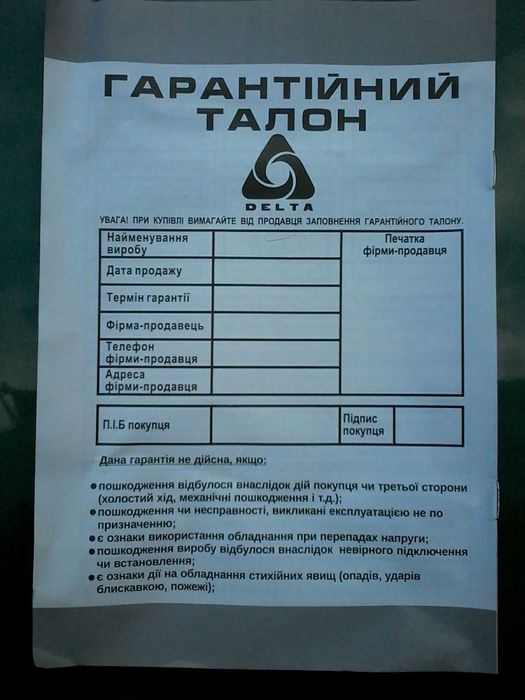 ГАРАНТІЙНИЙ
ТАЛОН
DELTA
УВАГА! ПРИ КУПІВЛІ ВИМАГАЙТЕ ВІД ПРОДАВЦЯ ЗАПОВНЕННЯ ГАРАНТІЙНОГО ТАЛОНУ.
Найменування
виробу
Печатка
фірми-продавця
Дата продажу
Термін гарантії
Фірма-продавець
Телефон
фірми-продавця
Адреса
фірми-продавця
П.І.Б покупця
Підпис
покупця
Дана гарантія не дійсна, якщо:
●пошкодження відбулося внаслідок дій покупця чи третьої сторони
(холостий хід, механічні пошкодження і т.д.);
●пошкодження чи несправності, викликані експлуатацією не по
призначенню;
●є ознаки використання обладнання при перепадах напруги;
●пошкодження виробу відбулося внаслідок невірного підключення
чи встановлення;
●є ознаки дії на обладнання стихійних явищ (опадів, ударів
блискавкою, пожежі);